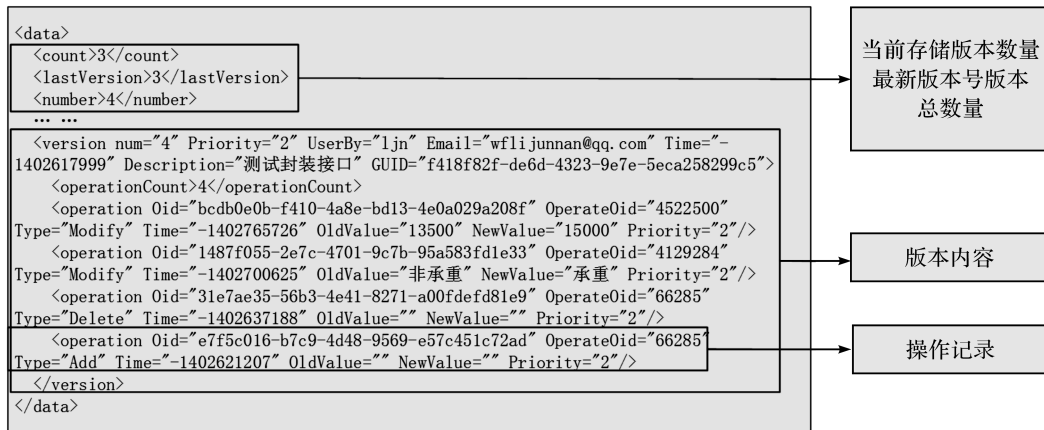 <data>
<count>3</count>
<lastVersion>3</lastVersion>
<number>4</number>
… …
<version num="4" Priority="2" UserBy="ljn" Email="wflijunnan@qq.com" Time="-
1402617999" Description="测试封装接口" GUID="f418f82f-de6d-4323-9e7e-5eca258299c5">
<operationCount>4</operationCount>
<operation Oid="bcdb0e0b-f410-4a8e-bd13-4e0a029a208f" OperateOid="4522500"
Type="Modify" Time="-1402765726" OldValue="13500" NewValue="15000" Priority="2"/>
<operation Oid="1487f055-2e7c-4701-9c7b-95a583fd1e33" OperateOid="4129284"
Type="Modify" Time="-1402700625" OldValue="非承重" NewValue="承重" Priority="2"/>
<operation Oid="31e7ae35-56b3-4e41-8271-a00fdefd81e9" OperateOid="66285"
Type="Delete" Time="-1402637188" OldValue="" NewValue="" Priority="2"/>
<operation Oid="e7f5c016-b7c9-4d48-9569-e57c451c72ad" OperateOid="66285"
Type="Add" Time="-1402621207" OldValue="" NewValue="" Priority="2"/>
</version>
</data>
当前存储版本数量
最新版本号版本
总数量
版本内容
操作记录